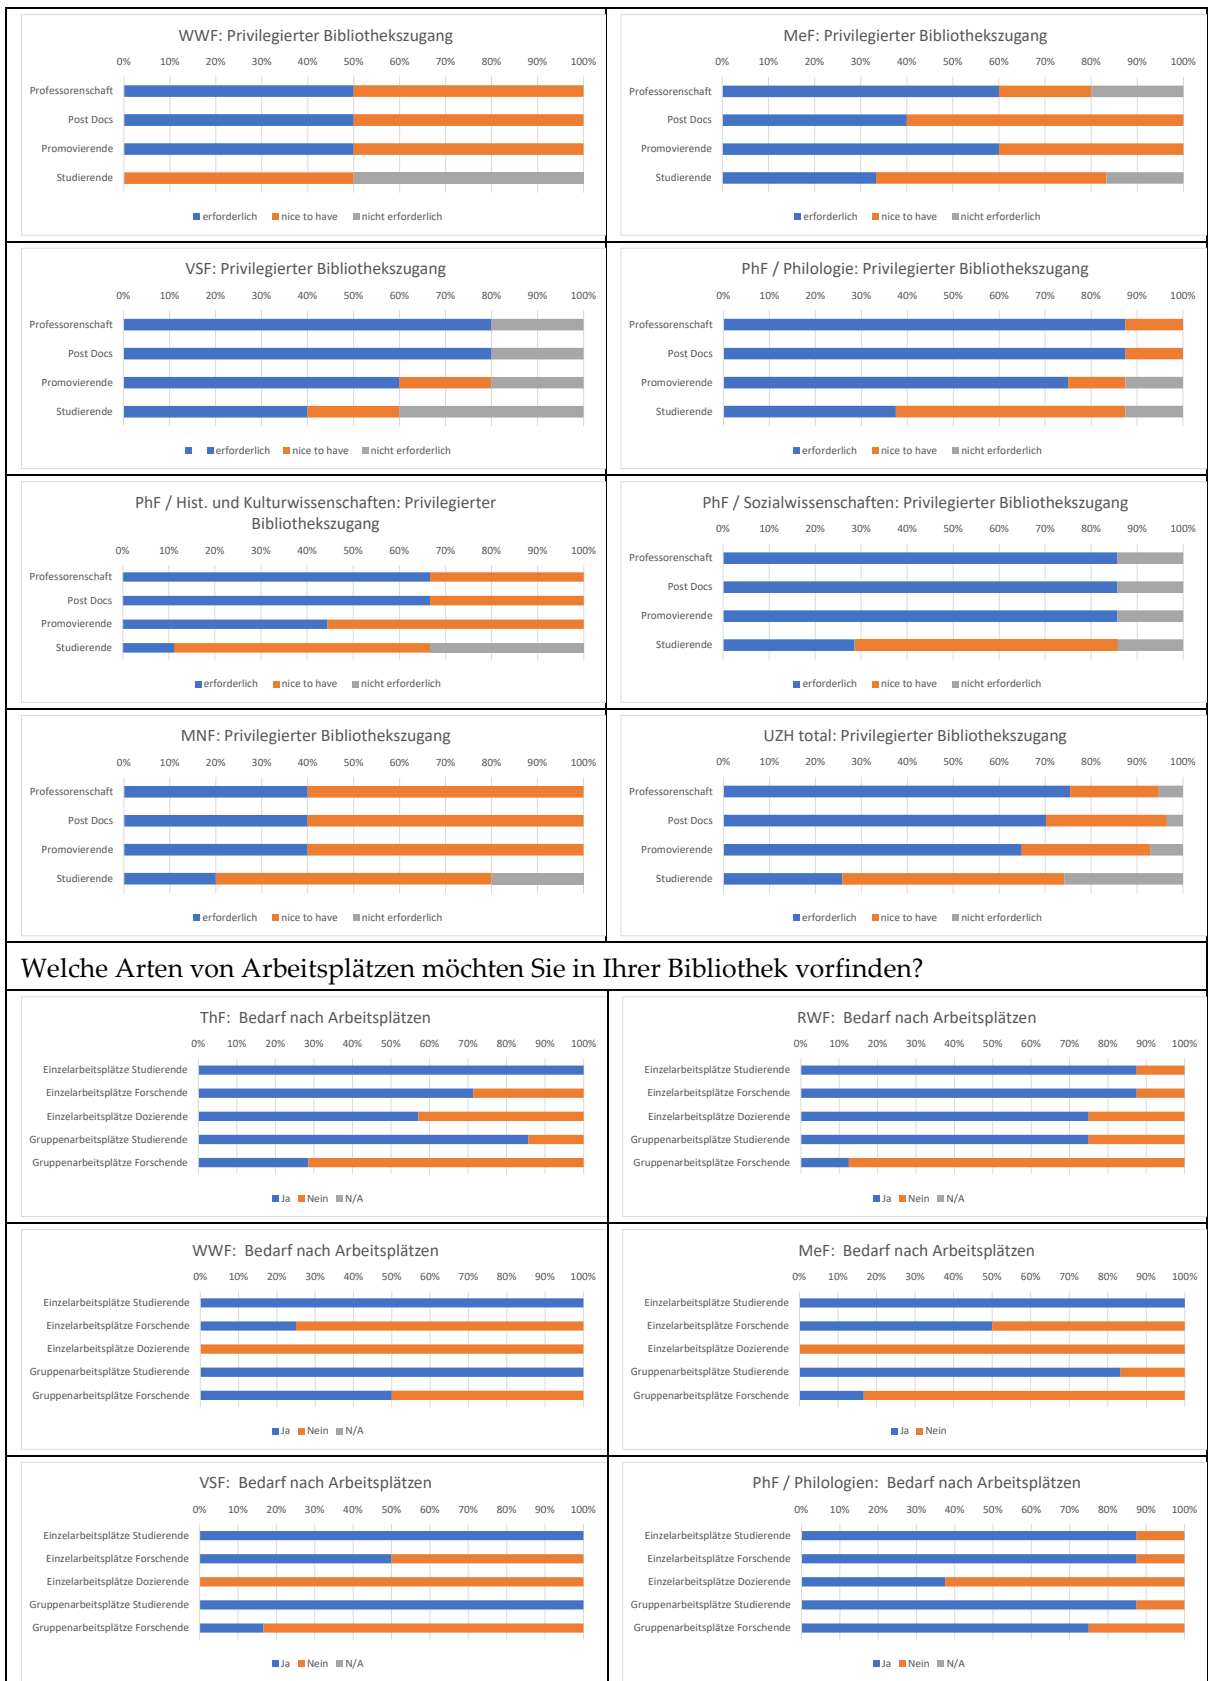 WWF: Privilegierter Bibliothekszugang
0% 10% 20% 30% 40% 50% 60% 70% 80% 90% 100%
Professorenschaft
Post Docs
Promovierende
Studierende
erforderlich nice to have nicht erforderlich
MeF: Privilegierter Bibliothekszugang
0% 10% 20% 30% 40% 50% 60% 70% 80% 90% 100%
Professorenschaft
Post Docs
Promovierende
Studierende
erforderlich nice to have nicht erforderlich
VSF: Privilegierter Bibliothekszugang
0% 10% 20% 30% 40% 50% 60% 70% 80% 90% 100%
Professorenschaft
Post Docs
Promovierende
Studierende
erforderlich nice to have nicht erforderlich
PhF / Philologie: Privilegierter Bibliothekszugang
0% 10% 20% 30% 40% 50% 60% 70% 80% 90% 100%
Professorenschaft
Post Docs
Promovierende
Studierende
erforderlich nice to have nicht erforderlich
PhF / Hist. und Kulturwissenschaften: Privilegierter
Bibliothekszugang
0% 10% 20% 30% 40% 50% 60% 70% 80% 90% 100%
Professorenschaft
Post Docs
Promovierende
Studierende
erforderlich nice to have nicht erforderlich
PhF / Sozialwissenschaften: Privilegierter Bibliothekszugang
0% 10% 20% 30% 40% 50% 60% 70% 80% 90% 100%
Professorenschaft
Post Docs
Promovierende
Studierende
erforderlich nice to have nicht erforderlich
MNF: Privilegierter Bibliothekszugang
0% 10% 20% 30% 40% 50% 60% 70% 80% 90% 100%
Professorenschaft
Post Docs
Promovierende
Studierende
erforderlich nice to have nicht erforderlich
UZH total: Privilegierter Bibliothekszugang
0% 10% 20% 30% 40% 50% 60% 70% 80% 90% 100%
Professorenschaft
Post Docs
Promovierende
Studierende
erforderlich nice to have nicht erforderlich
Welche Arten von Arbeitsplätzen möchten Sie in Ihrer Bibliothek vorfinden?
ThF: Bedarf nach Arbeitsplätzen
0% 10% 20% 30% 40% 50% 60% 70% 80% 90% 100%
Einzelarbeitsplätze Studierende
Einzelarbeitsplätze Forschende
Einzelarbeitsplätze Dozierende
Gruppenarbeitsplätze Studierende
Gruppenarbeitsplätze Forschende
Ja Nein N/A
RWF: Bedarf nach Arbeitsplätzen
0% 10% 20% 30% 40% 50% 60% 70% 80% 90% 100%
Einzelarbeitsplätze Studierende
Einzelarbeitsplätze Forschende
Einzelarbeitsplätze Dozierende
Gruppenarbeitsplätze Studierende
Gruppenarbeitsplätze Forschende
Ja Nein N/A
WWF: Bedarf nach Arbeitsplätzen
0% 10% 20% 30% 40% 50% 60% 70% 80% 90% 100%
Einzelarbeitsplätze Studierende
Einzelarbeitsplätze Forschende
Einzelarbeitsplätze Dozierende
Gruppenarbeitsplätze Studierende
Gruppenarbeitsplätze Forschende
Ja Nein N/A
MeF: Bedarf nach Arbeitsplätzen
0% 10% 20% 30% 40% 50% 60% 70% 80% 90% 100%
Einzelarbeitsplätze Studierende
Einzelarbeitsplätze Forschende
Einzelarbeitsplätze Dozierende
Gruppenarbeitsplätze Studierende
Gruppenarbeitsplätze Forschende
Ja Nein
VSF: Bedarf nach Arbeitsplätzen
0% 10% 20% 30% 40% 50% 60% 70% 80% 90% 100%
Einzelarbeitsplätze Studierende
Einzelarbeitsplätze Forschende
Einzelarbeitsplätze Dozierende
Gruppenarbeitsplätze Studierende
Gruppenarbeitsplätze Forschende
Ja Nein N/A
PhF / Philologien: Bedarf nach Arbeitsplätzen
0% 10% 20% 30% 40% 50% 60% 70% 80% 90% 100%
Einzelarbeitsplätze Studierende
Einzelarbeitsplätze Forschende
Einzelarbeitsplätze Dozierende
Gruppenarbeitsplätze Studierende
Gruppenarbeitsplätze Forschende
Ja Nein N/A